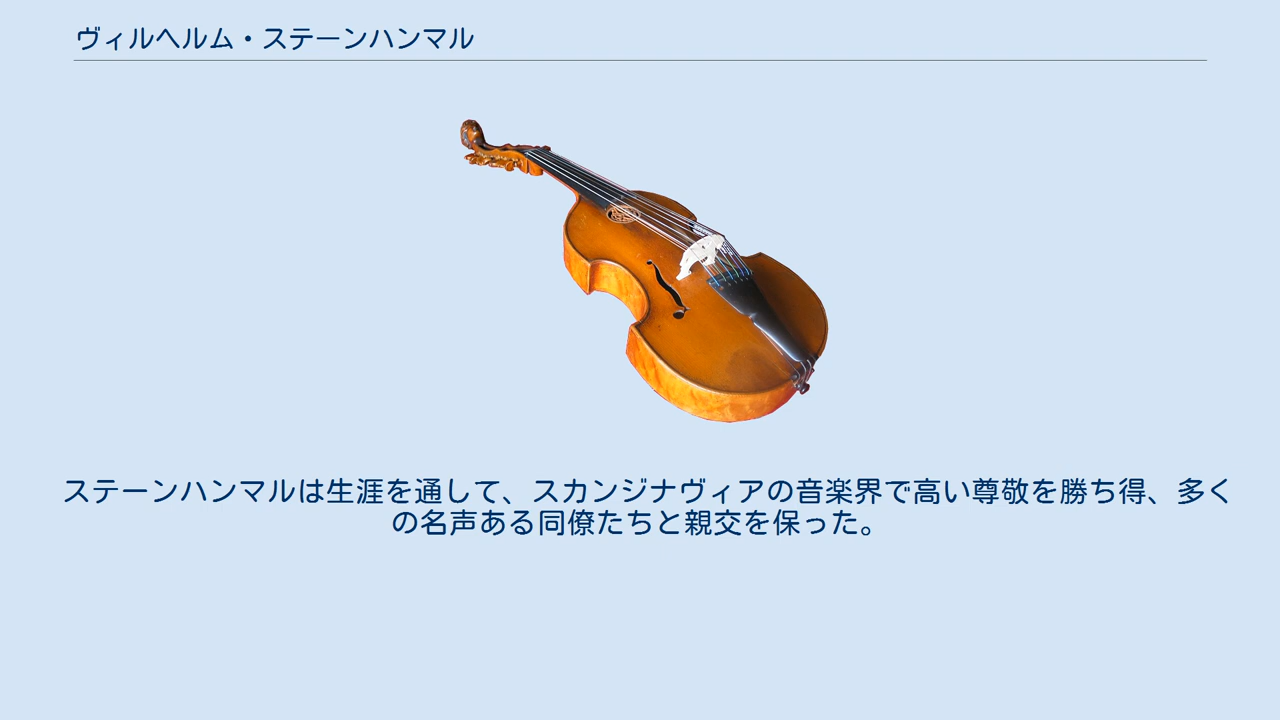 ヴィルヘルム・ステーンハンマル
ステーンハンマルは生涯を通して、スカンジナヴィアの音楽界で高い尊敬を勝ち得、多く
の名声ある同僚たちと親交を保った。